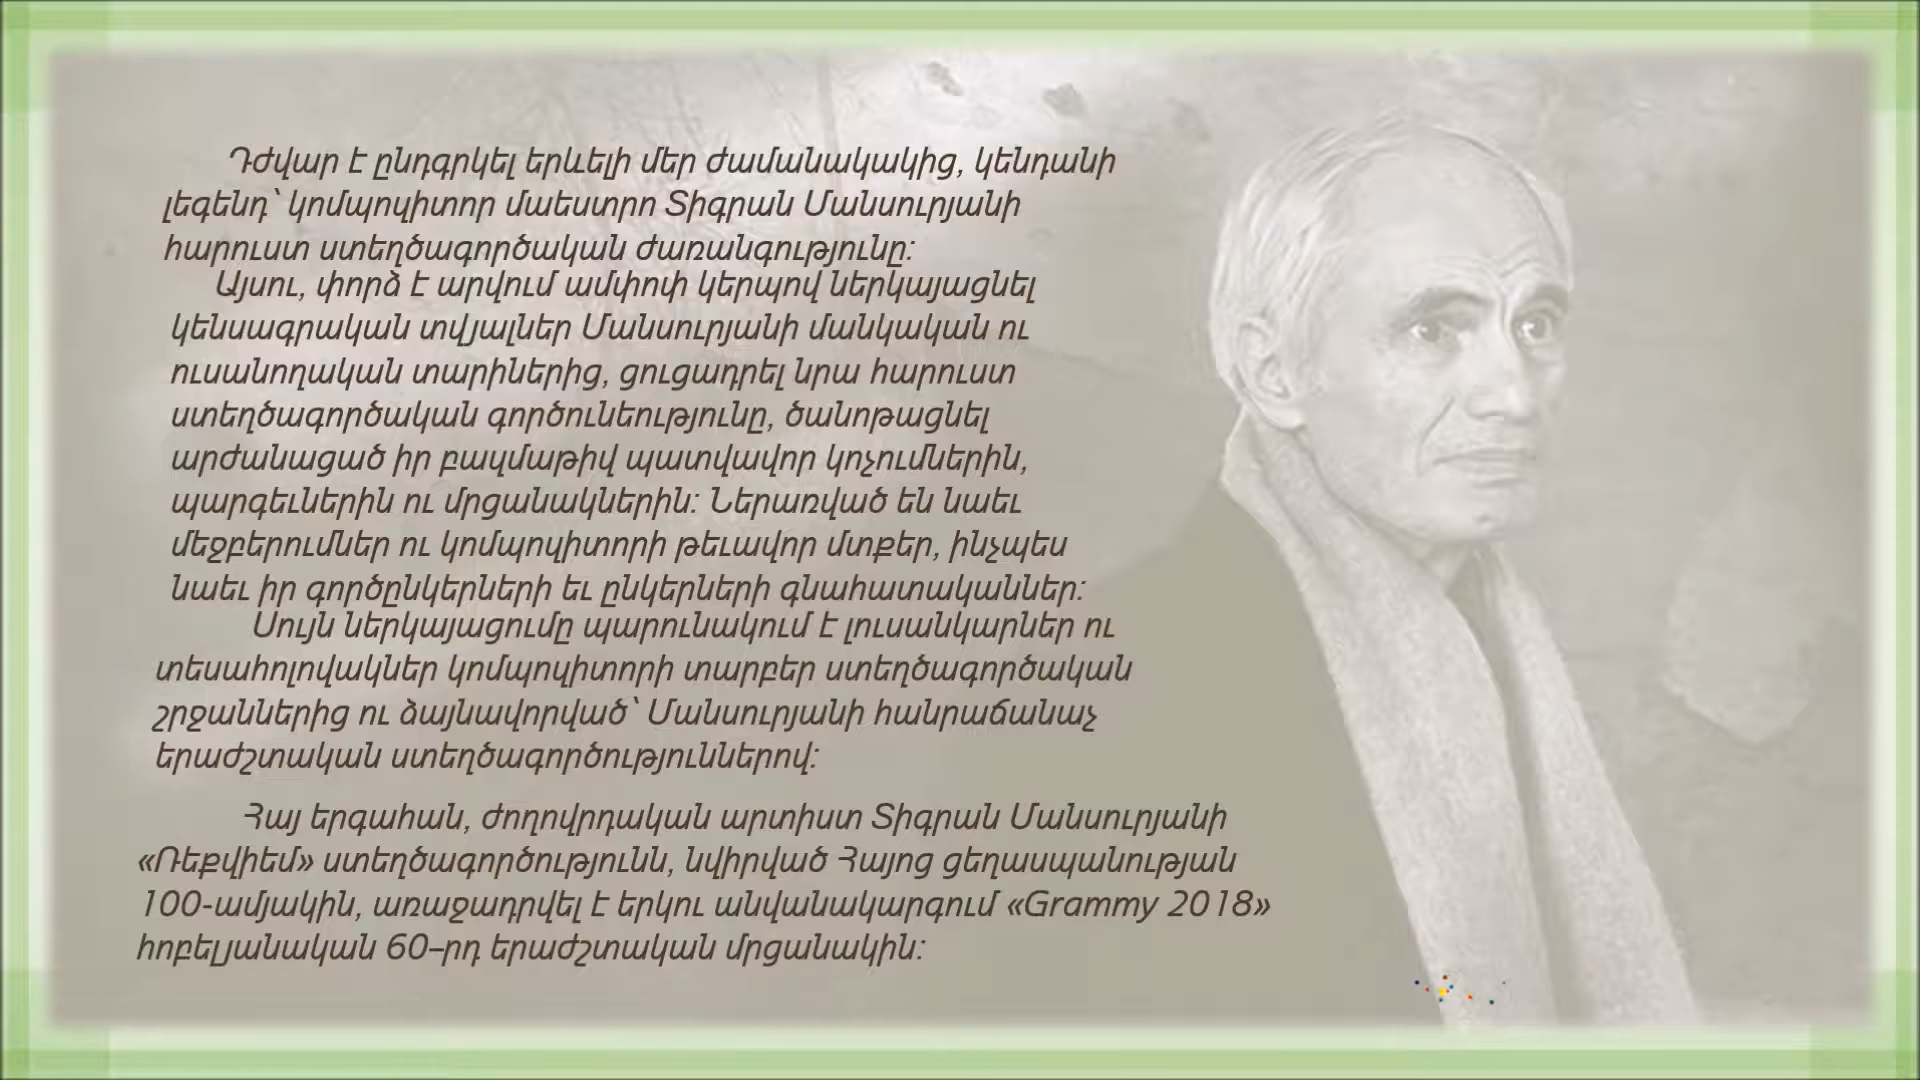 Դժվար է ընդգրկել երևելի մեր ժամանակակից, կենդանի
լեգենդ՝ կոմպոզիտոր մաեստրո Տիգրան Մանսուրյանի
հարուստ ստեղծագործական ժառանգությունը:
Այսու, փորձ է արվում ամփոփ կերպով ներկայացնել
կենսագրական տվյալներ Մանսուրյանի մանկական ու
ուսանողական տարիներից, ցուցադրել նրա հարուստ
ստեղծագործական գործունեությունը, ծանոթացնել
արժանացած իր բազմաթիվ պատվավոր կոչումներին,
պարգեւներին ու մրցանակներին: Ներառված են նաեւ
մեջբերումներ ու կոմպոզիտորի թեւավոր մտքեր, ինչպես
նաեւ իր գործընկերների եւ ընկերների գնահատականներ:
Սույն ներկայացումը պարունակում է լուսանկարներ ու
տեսահոլովակներ կոմպոզիտորի տարբեր ստեղծագործական
շրջաններից ու ձայնավորված՝ Մանսուրյանի հանրաճանաչ
երաժշտական ստեղծագործություններով:
Հայ երգահան, ժողովրդական արտիստ Տիգրան Մանսուրյանի
«Ռեքվիեմ» ստեղծագործությունն, նվիրված Հայոց ցեղասպանության
100-ամյակին, առաջադրվել է երկու անվանակարգում «Grammy 2018»
հոբելյանական 60–րդ երաժշտական մրցանակին: